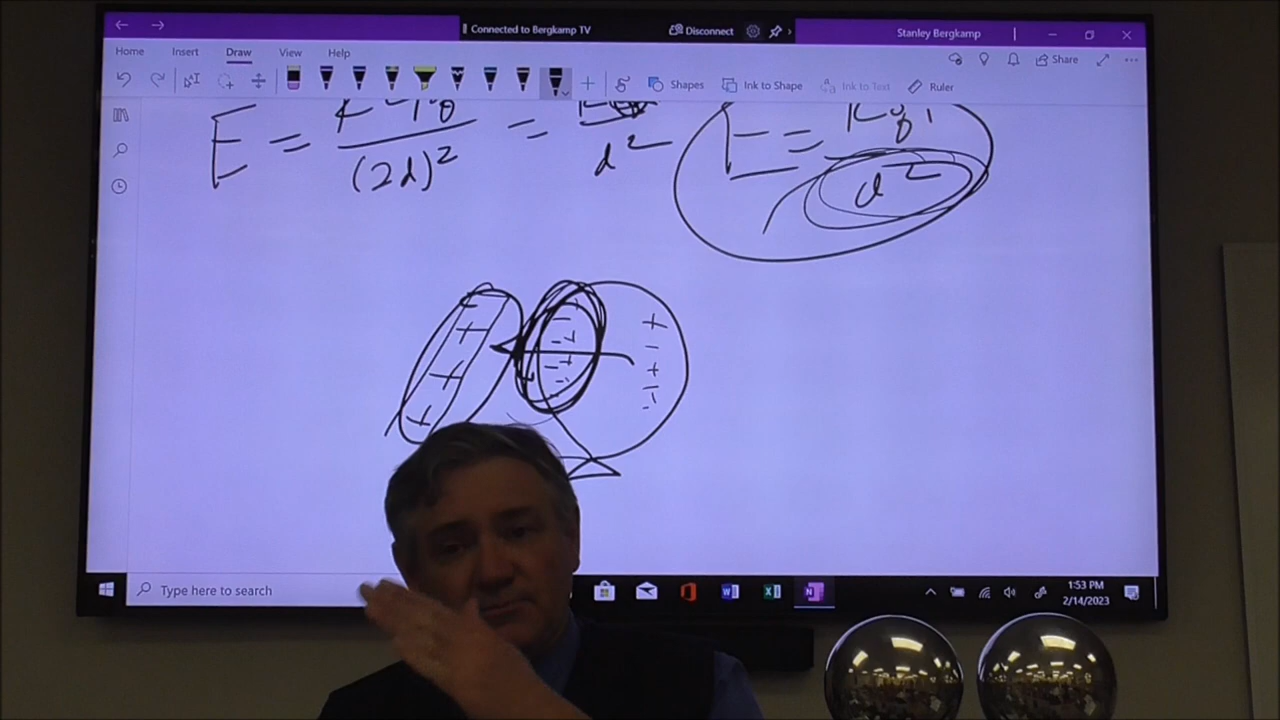 Connected to Bergkamp TV
Disconnect
Stanley Bergkamp
Home Insert Draw View Help
Share
Shapes
Ink to Shape
Ink to Text
Ruler
E = (2d)² = d²
E = d²
+ - +
+ - +
+ + +
Type here to search
1:53 PM
2/14/2023